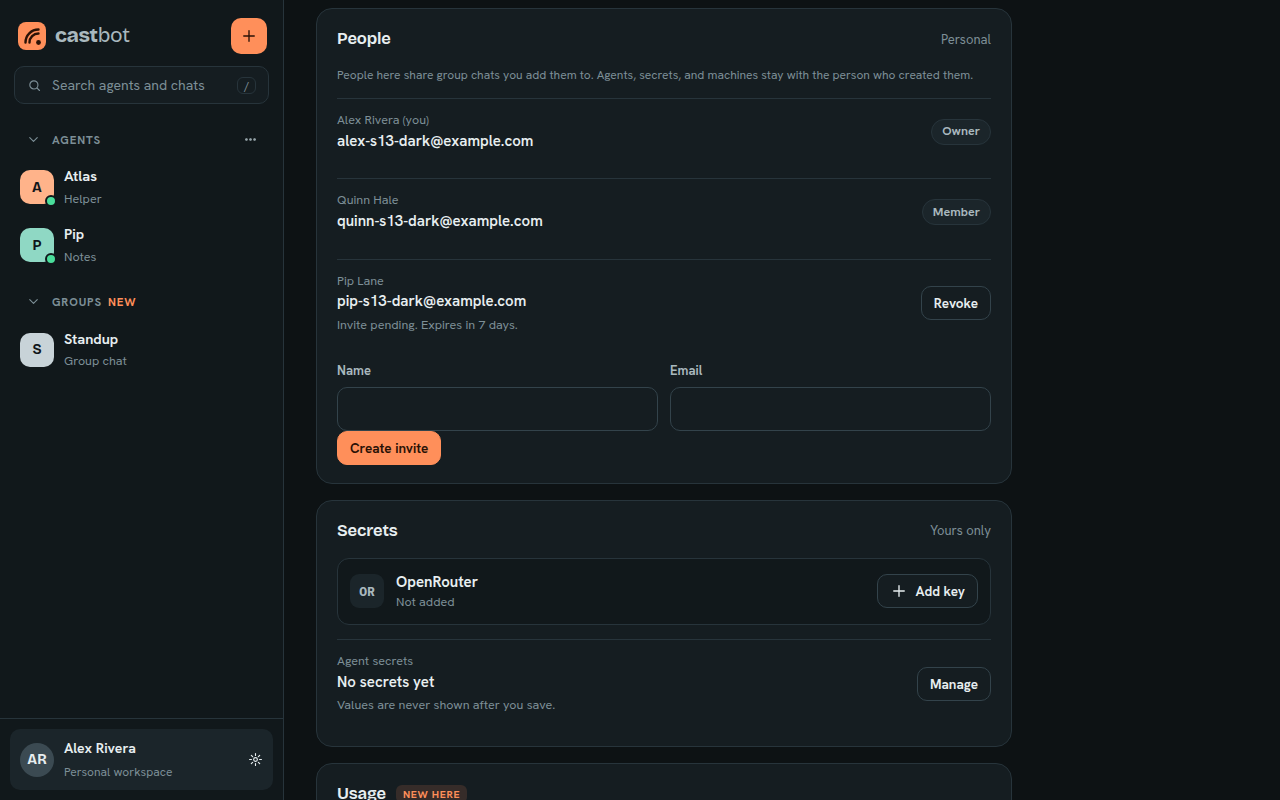 castbot
Search agents and chats /
AGENTS
A
Atlas
Helper
P
Pip
Notes
GROUPS NEW
S
Standup
Group chat
AR
Alex Rivera
Personal workspace
People
Personal
People here share group chats you add them to. Agents, secrets, and machines stay with the person who created them.
Alex Rivera (you)
alex-s13-dark@example.com
Owner
Quinn Hale
quinn-s13-dark@example.com
Member
Pip Lane
pip-s13-dark@example.com
Invite pending. Expires in 7 days.
Revoke
Name
Email
Create invite
Secrets
Yours only
OR
OpenRouter
Not added
Add key
Agent secrets
No secrets yet
Values are never shown after you save.
Manage
Usage NEW HERE